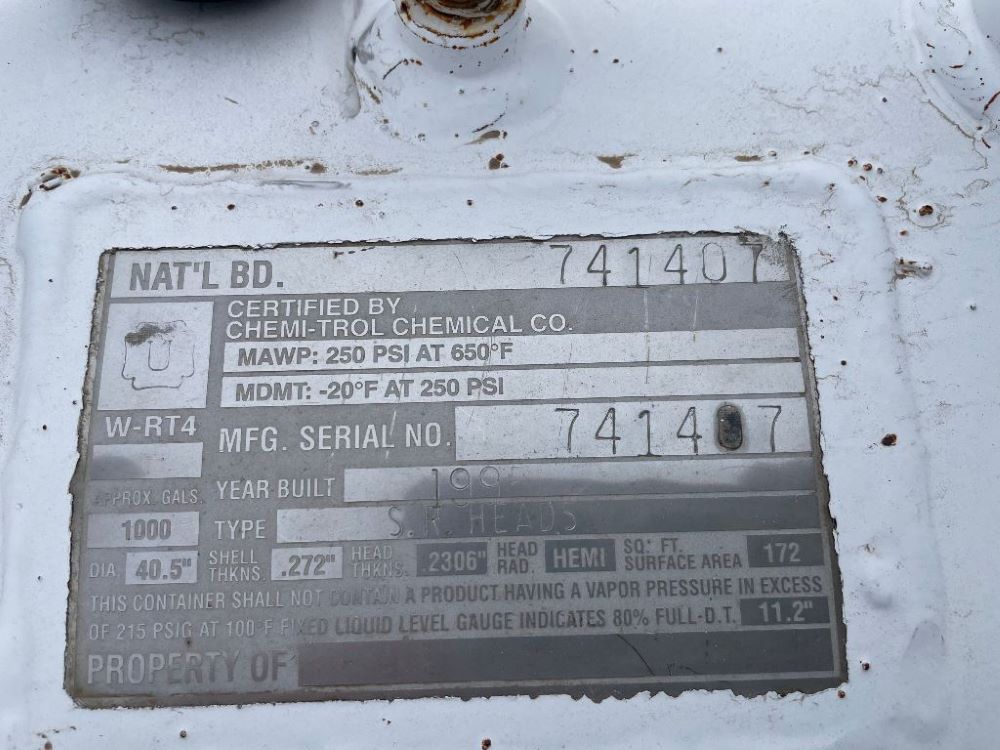 NAT'L BD. 741407
CERTIFIED BY
CHEMI-TROL CHEMICAL CO.
U
MAWP: 250 PSI AT 650°F
MDMT: -20°F AT 250 PSI
W-RT4
MFG. SERIAL NO. 741407
APPROX. GALS. YEAR BUILT
1000 TYPE S.R. HEADS
DIA. 40.5" SHELL THKNS. .272" HEAD THKNS. .2306" HEAD RAD. HEMI SQ. FT. SURFACE AREA 172
THIS CONTAINER SHALL NOT CONTAIN A PRODUCT HAVING A VAPOR PRESSURE IN EXCESS
OF 215 PSIG AT 100°F FIXED LIQUID LEVEL GAUGE INDICATES 80% FULL-D.T. 11.2"
PROPERTY OF